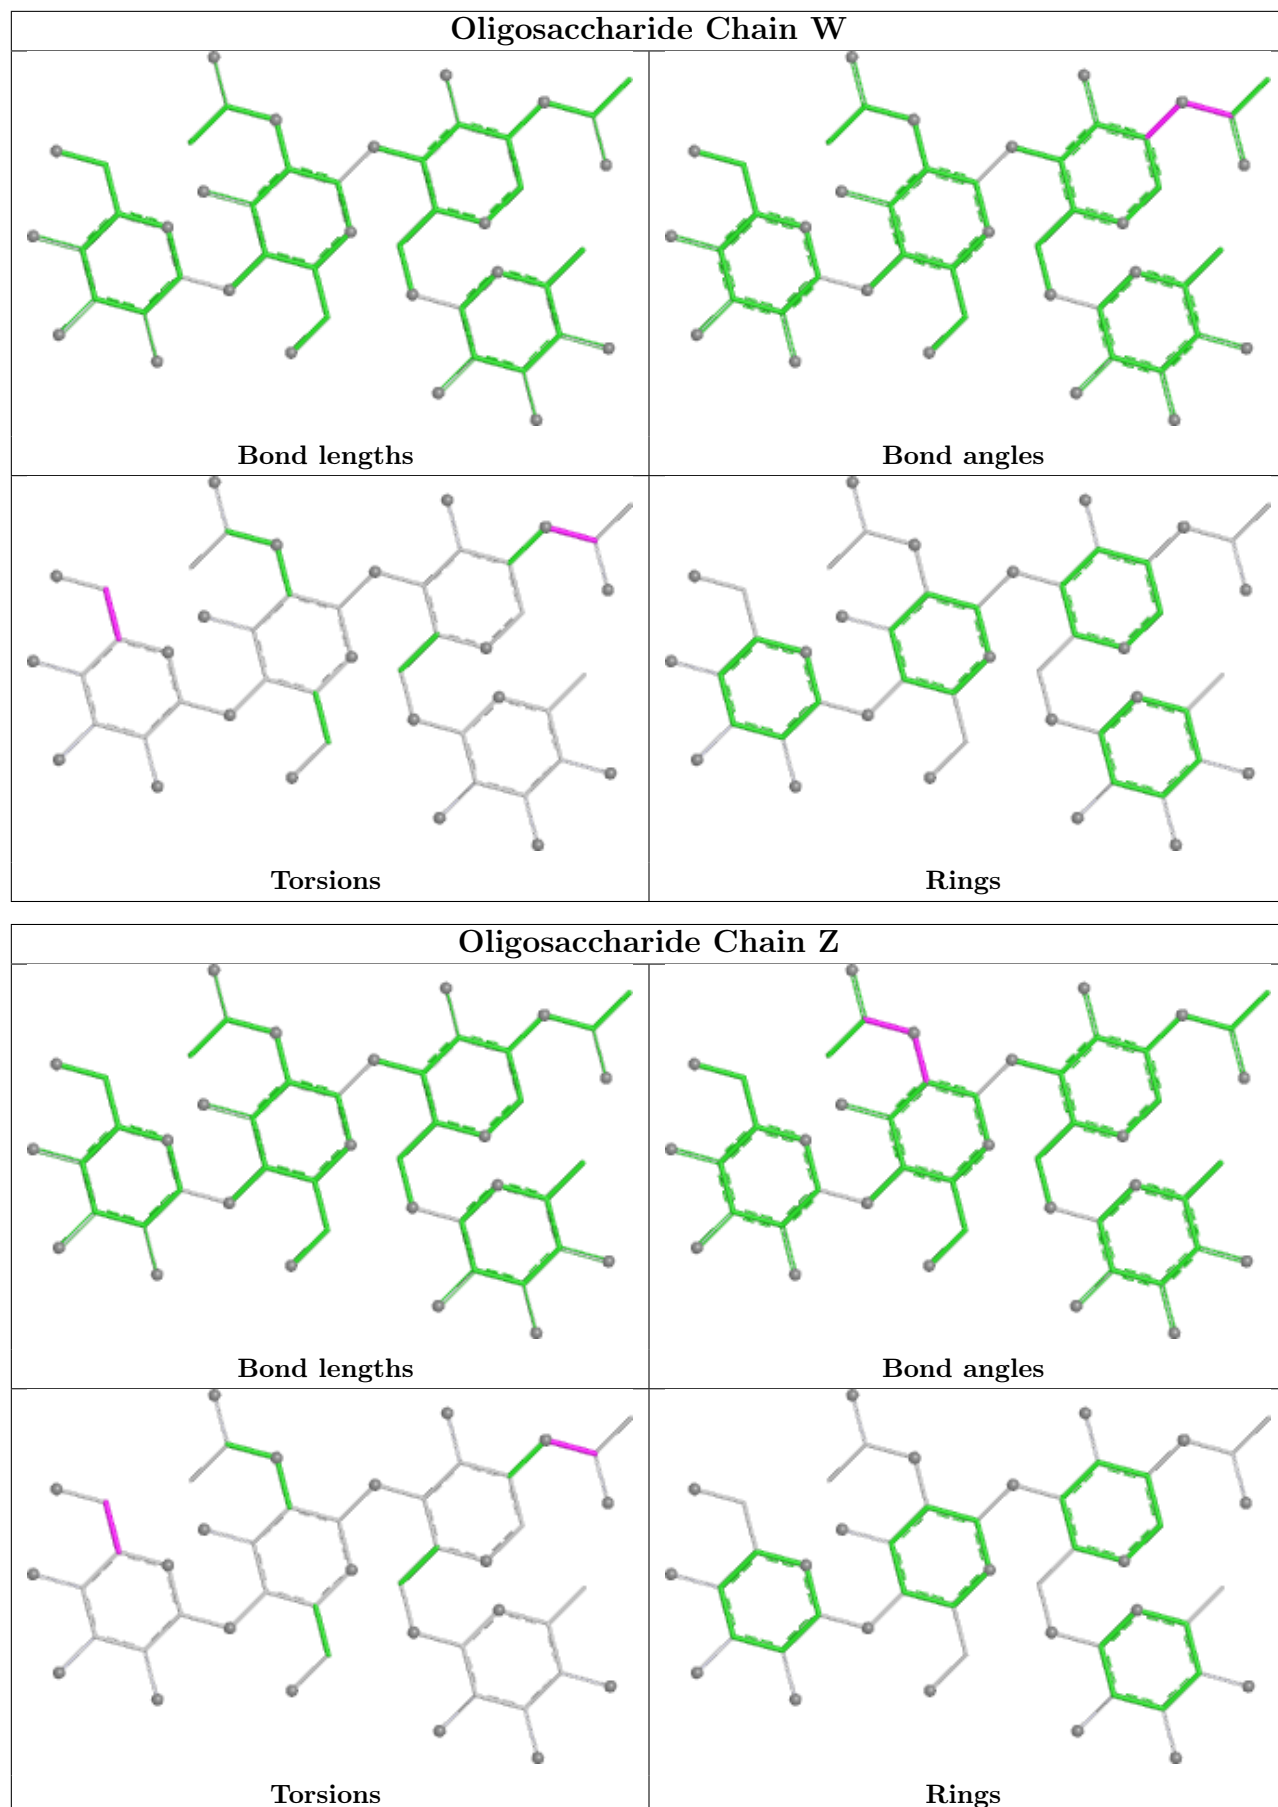 Oligosaccharide Chain W
Bond lengths
Bond angles
Torsions
Rings
Oligosaccharide Chain Z
Bond lengths
Bond angles
Torsions
Rings